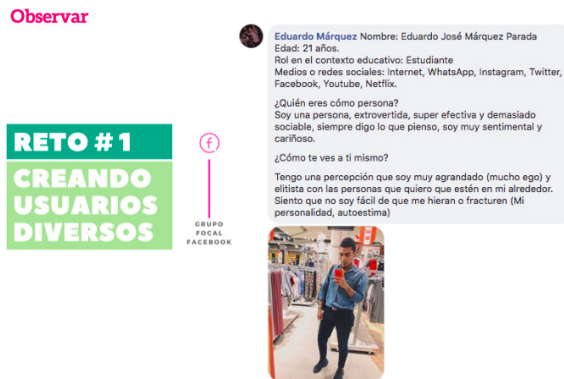 Observar
RETO # 1
CREANDO
USUARIOS
DIVERSOS
GRUPO
FOCAL
FACEBOOK
Eduardo Márquez Nombre: Eduardo José Márquez Parada
Edad: 21 años.
Rol en el contexto educativo: Estudiante
Medios o redes sociales: Internet, WhatsApp, Instagram, Twitter,
Facebook, Youtube, Netflix.
¿Quién eres cómo persona?
Soy una persona, extrovertida, super efectiva y demasiado
sociable, siempre digo lo que pienso, soy muy sentimental y
cariñoso.
¿Cómo te ves a ti mismo?
Tengo una percepción que soy muy agrandado (mucho ego) y
elitista con las personas que quiero que estén en mi alrededor.
Siento que no soy fácil de que me hieran o fracturen (Mi
personalidad, autoestima)